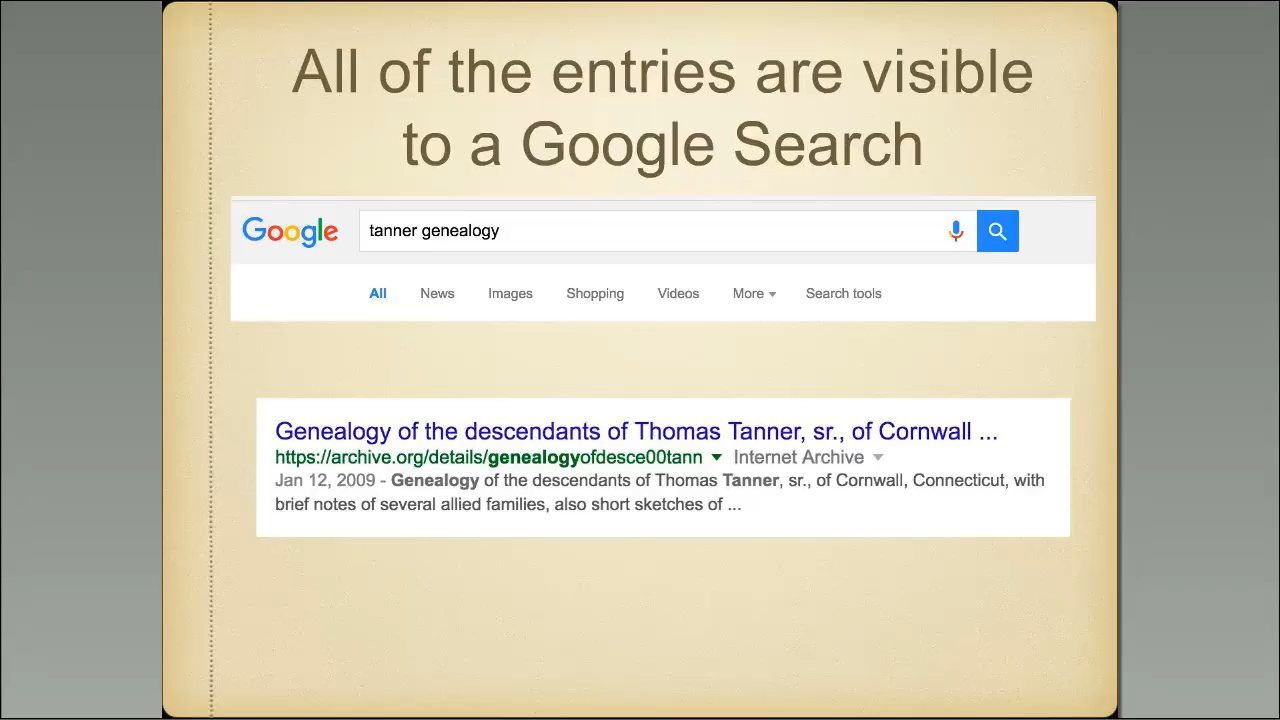 All of the entries are visible
to a Google Search
Google tanner genealogy
All News Images Shopping Videos More Search tools
Genealogy of the descendants of Thomas Tanner, sr., of Cornwall ...
https://archive.org/details/genealogyofdesce00tann Internet Archive
Jan 12, 2009 - Genealogy of the descendants of Thomas Tanner, sr., of Cornwall, Connecticut, with
brief notes of several allied families, also short sketches of ...